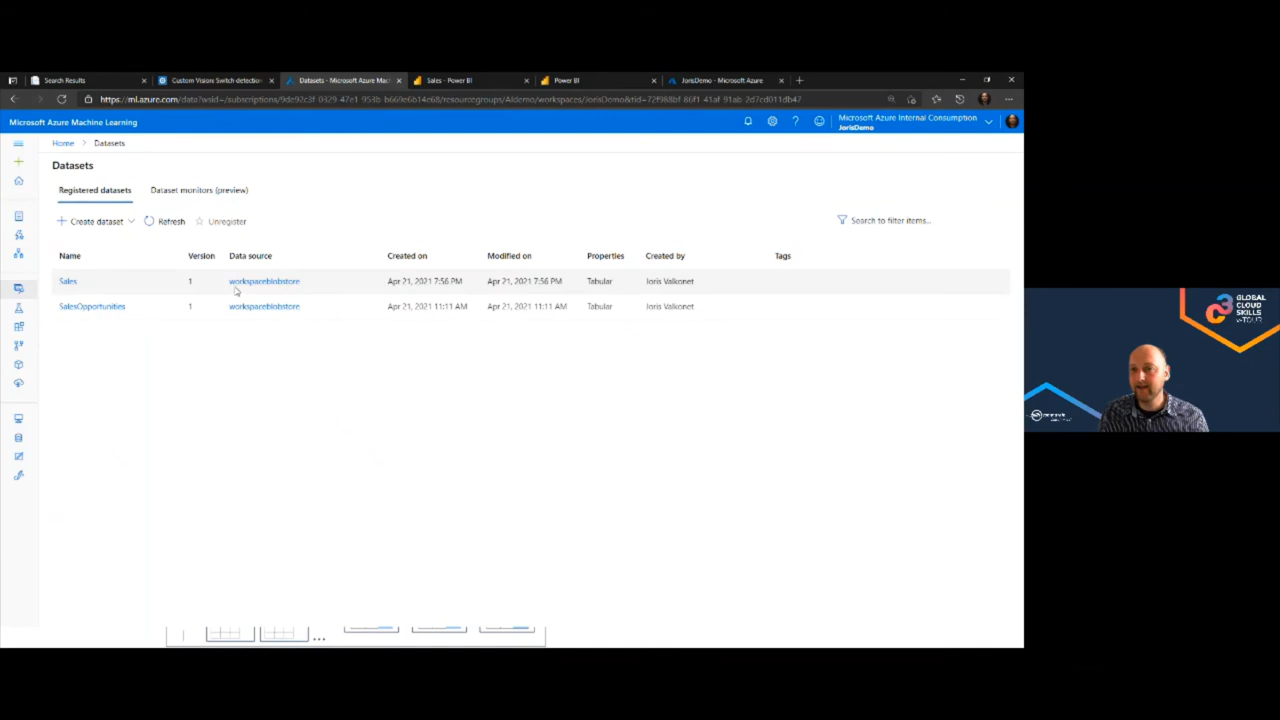 Search Results
Custom Vision: Switch detection
Datasets - Microsoft Azure Mac
Sales - Power BI
Power BI
JorisDemo - Microsoft Azure
Microsoft Azure Machine Learning
Microsoft Azure Internal Consumption
JorisDemo
Home > Datasets
Datasets
Registered datasets
Dataset monitors (preview)
+ Create dataset
Refresh
Unregister
Search to filter items...
Name Version Data source Created on Modified on Properties Created by Tags
Sales 1 workspaceblobstore Apr 21, 2021 7:56 PM Apr 21, 2021 7:56 PM Tabular Joris Valkonet
SalesOpportunities 1 workspaceblobstore Apr 21, 2021 11:11 AM Apr 21, 2021 11:11 AM Tabular Joris Valkonet
...
GLOBAL
CLOUD
SKILLS
TOUR